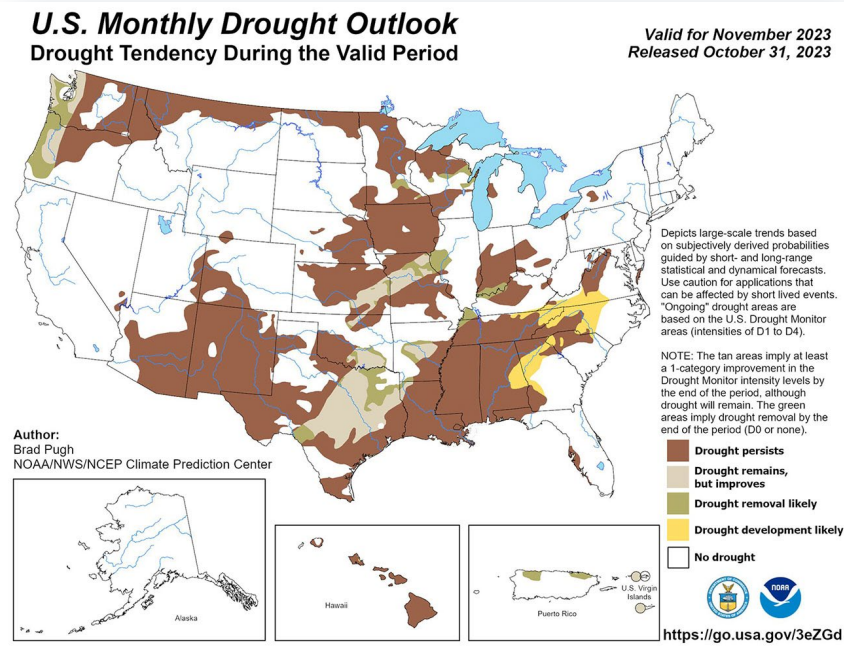 U.S. Monthly Drought Outlook
Drought Tendency During the Valid Period
Valid for November 2023
Released October 31, 2023
Depicts large-scale trends based
on subjectively derived probabilities
guided by short- and long-range
statistical and dynamical forecasts.
Use caution for applications that
can be affected by short lived events.
"Ongoing" drought areas are
based on the U.S. Drought Monitor
areas (intensities of D1 to D4).
NOTE: The tan areas imply at least
a 1-category improvement in the
Drought Monitor intensity levels by
the end of the period, although
drought will remain. The green
areas imply drought removal by the
end of the period (D0 or none).
Author:
Brad Pugh
NOAA/NWS/NCEP Climate Prediction Center
Drought persists
Drought remains,
but improves
Drought removal likely
Drought development likely
No drought
Alaska
Hawaii
Puerto Rico
U.S. Virgin
Islands
NOAA
https://go.usa.gov/3eZGd